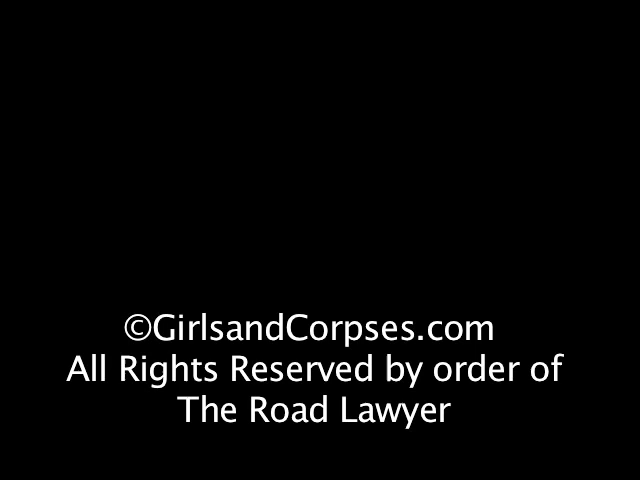 ©GirlsandCorpses.com
All Rights Reserved by order of
The Road Lawyer